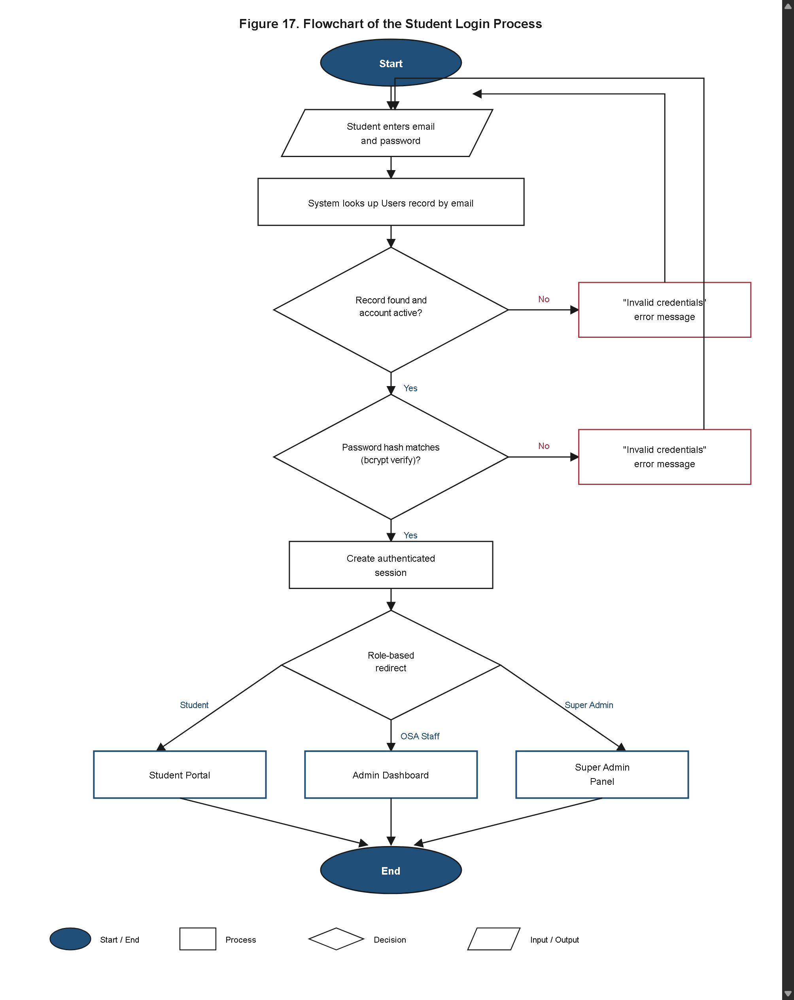 Figure 17. Flowchart of the Student Login Process
Start
Student enters email
and password
System looks up Users record by email
Record found and
account active?
No
"Invalid credentials"
error message
Yes
Password hash matches
(bcrypt verify)?
No
"Invalid credentials"
error message
Yes
Create authenticated
session
Role-based
redirect
Student
Super Admin
OSA Staff
Student Portal
Admin Dashboard
Super Admin
Panel
End
Start / End
Process
Decision
Input / Output